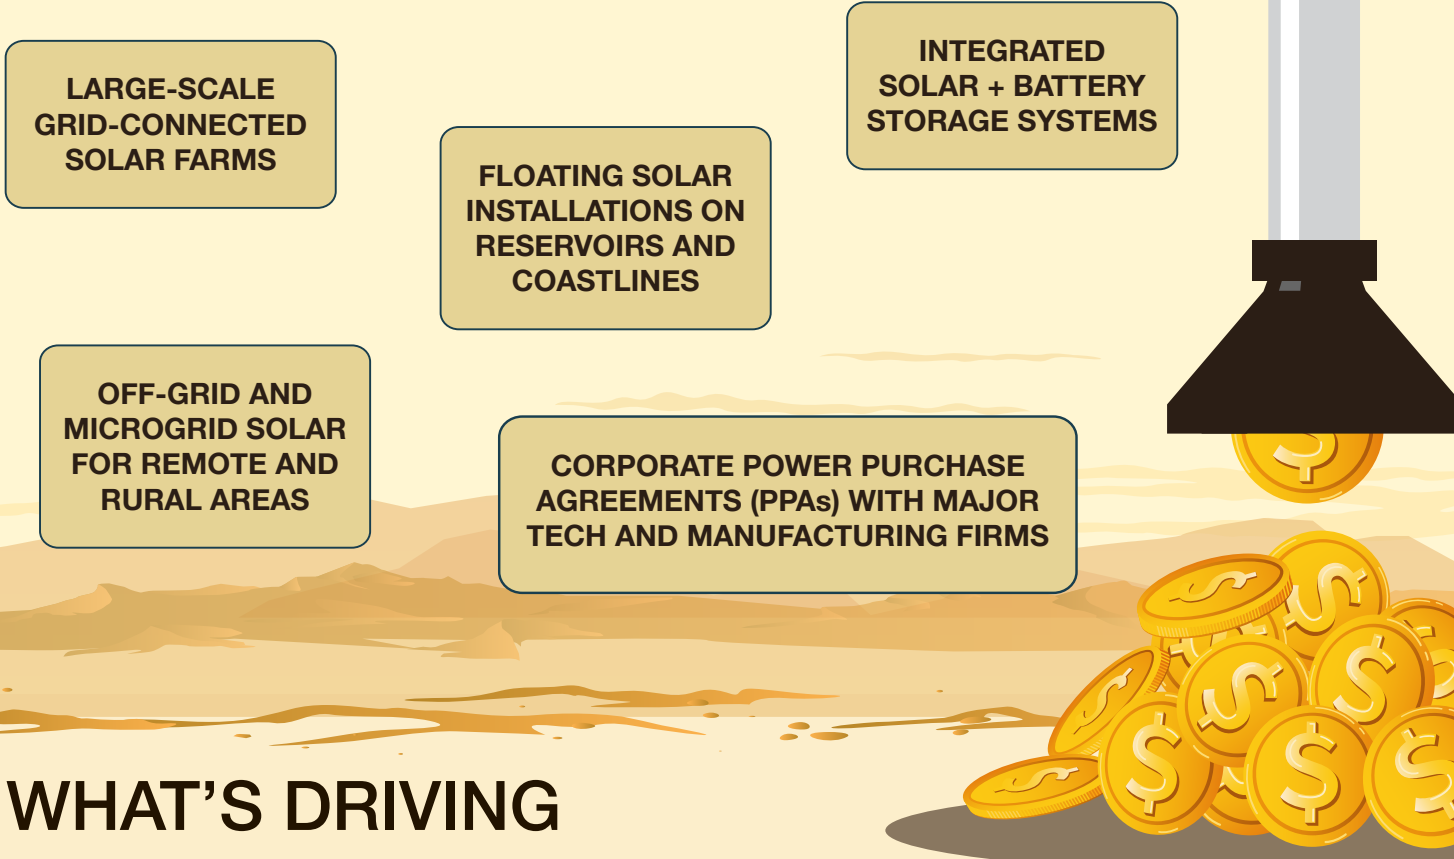 LARGE-SCALE
GRID-CONNECTED
SOLAR FARMS
INTEGRATED
SOLAR + BATTERY
STORAGE SYSTEMS
FLOATING SOLAR
INSTALLATIONS ON
RESERVOIRS AND
COASTLINES
OFF-GRID AND
MICROGRID SOLAR
FOR REMOTE AND
RURAL AREAS
CORPORATE POWER PURCHASE
AGREEMENTS (PPAs) WITH MAJOR
TECH AND MANUFACTURING FIRMS
$
$
$
$
$
$
$
$
$
$
WHAT'S DRIVING